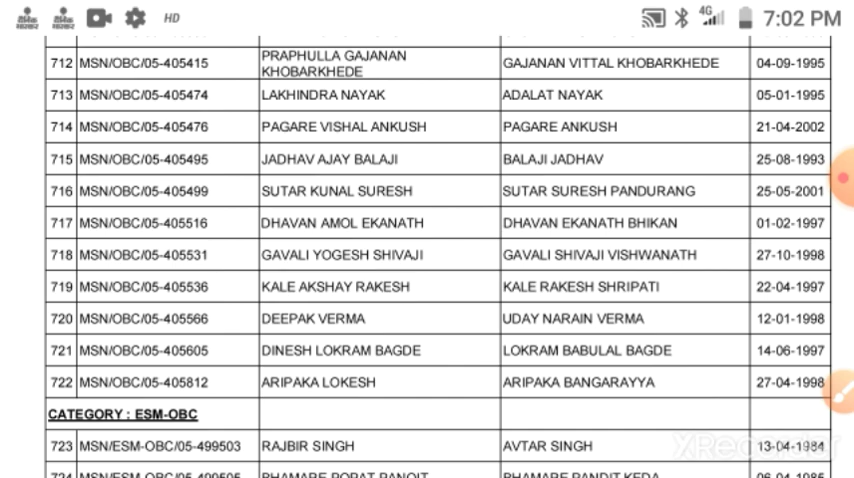 HD 4G 7:02 PM
712 MSN/OBC/05-405415 PRAPHULLA GAJANAN KHOBARKHEDE GAJANAN VITTAL KHOBARKHEDE 04-09-1995
713 MSN/OBC/05-405474 LAKHINDRA NAYAK ADALAT NAYAK 05-01-1995
714 MSN/OBC/05-405476 PAGARE VISHAL ANKUSH PAGARE ANKUSH 21-04-2002
715 MSN/OBC/05-405495 JADHAV AJAY BALAJI BALAJI JADHAV 25-08-1993
716 MSN/OBC/05-405499 SUTAR KUNAL SURESH SUTAR SURESH PANDURANG 25-05-2001
717 MSN/OBC/05-405516 DHAVAN AMOL EKANATH DHAVAN EKANATH BHIKAN 01-02-1997
718 MSN/OBC/05-405531 GAVALI YOGESH SHIVAJI GAVALI SHIVAJI VISHWANATH 27-10-1998
719 MSN/OBC/05-405536 KALE AKSHAY RAKESH KALE RAKESH SHRIPATI 22-04-1997
720 MSN/OBC/05-405566 DEEPAK VERMA UDAY NARAIN VERMA 12-01-1998
721 MSN/OBC/05-405605 DINESH LOKRAM BAGDE LOKRAM BABULAL BAGDE 14-06-1997
722 MSN/OBC/05-405812 ARIPAKA LOKESH ARIPAKA BANGARAYYA 27-04-1998
CATEGORY : ESM-OBC
723 MSN/ESM-OBC/05-499503 RAJBIR SINGH AVTAR SINGH 13-04-1984
XRecorder